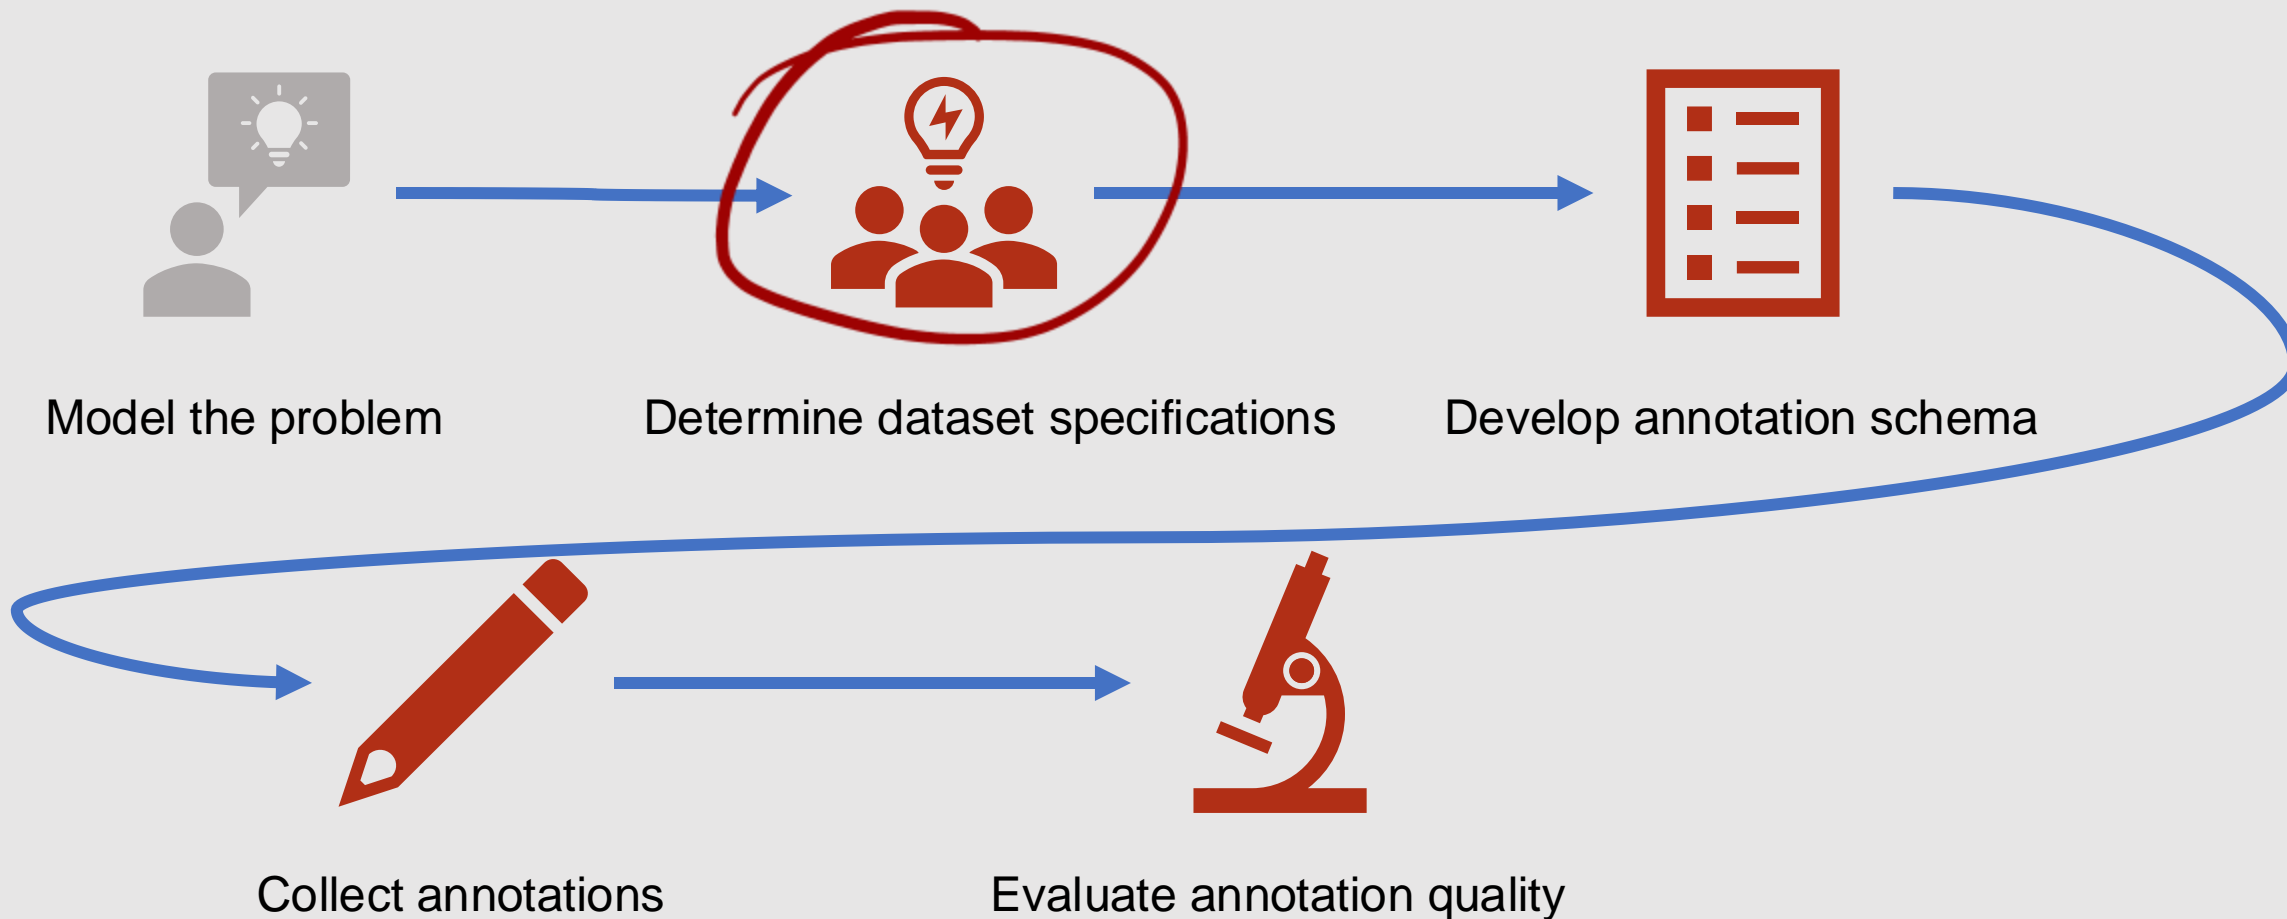 Model the problem
Determine dataset specifications
Develop annotation schema
Collect annotations
Evaluate annotation quality